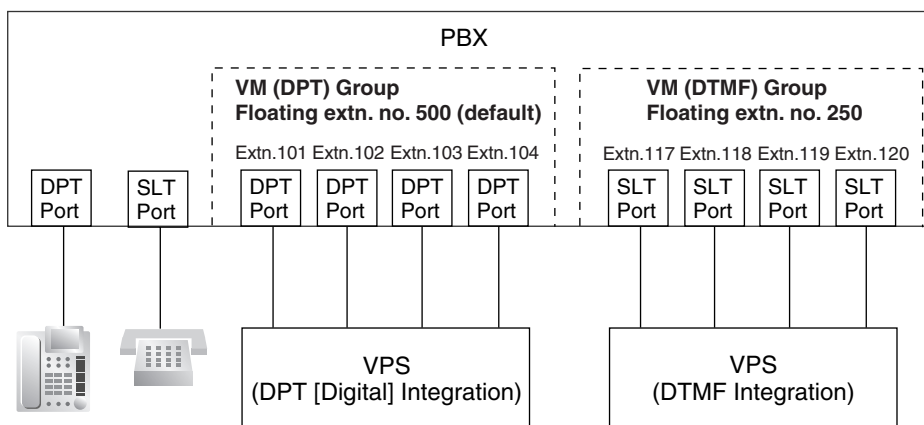 PBX
VM (DPT) Group
Floating extn. no. 500 (default)
VM (DTMF) Group
Floating extn. no. 250
Extn.101 Extn.102 Extn.103 Extn.104
Extn.117 Extn.118 Extn.119 Extn.120
DPT
Port
SLT
Port
DPT
Port
DPT
Port
DPT
Port
DPT
Port
SLT
Port
SLT
Port
SLT
Port
SLT
Port
VPS
(DPT [Digital] Integration)
VPS
(DTMF Integration)